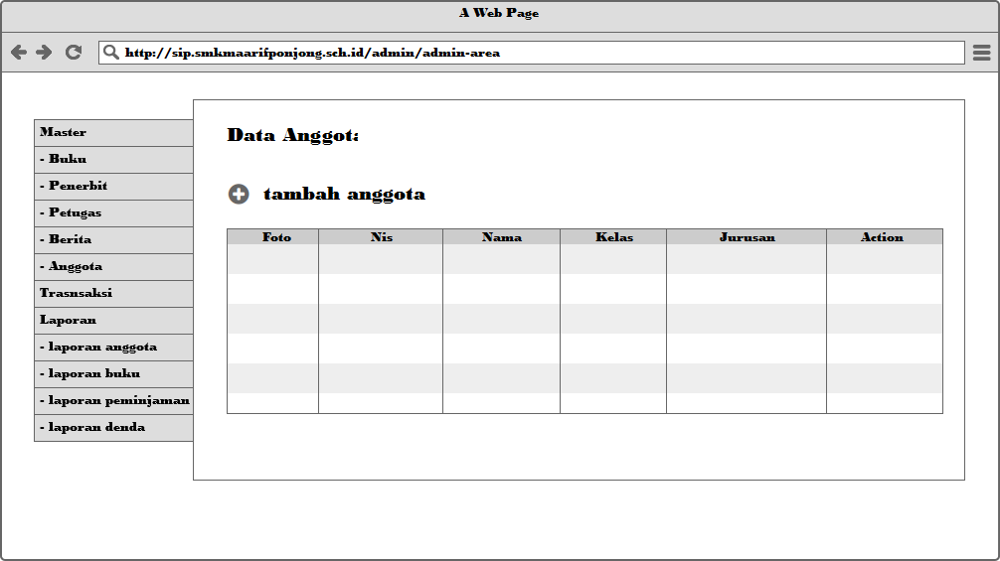 A Web Page
http://sip.smkmaarifponjong.sch.id/admin/admin-area
Master
- Buku
- Penerbit
- Petugas
- Berita
- Anggota
Trasnsaksi
Laporan
- laporan anggota
- laporan buku
- laporan peminjaman
- laporan denda
Data Anggota
tambah anggota
Foto Nis Nama Kelas Jurusan Action